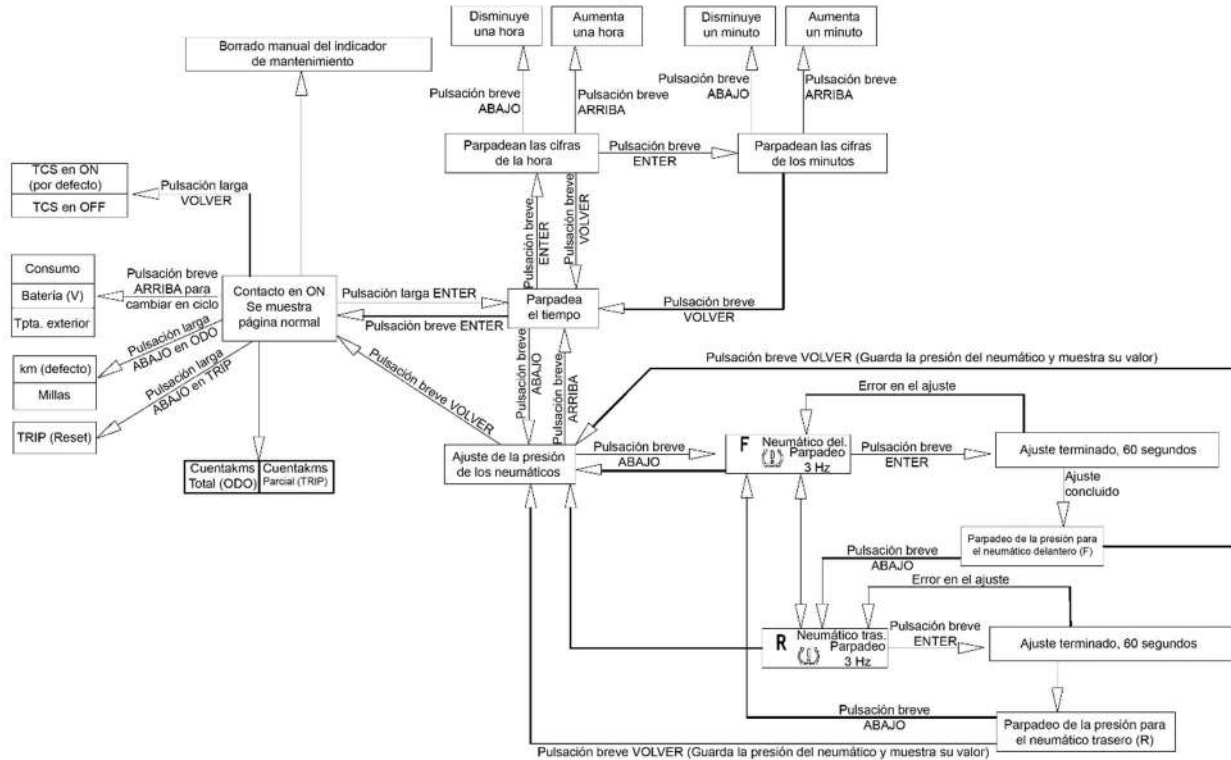 Disminuye
una hora
Aumenta
una hora
Disminuye
un minuto
Aumenta
un minuto
Borrado manual del indicador
de mantenimiento
Pulsación breve
ABAJO
Pulsación breve
ARRIBA
Pulsación breve
ABAJO
Pulsación breve
ARRIBA
Parpadean las cifras
de la hora
Pulsación breve
ENTER
Parpadean las cifras
de los minutos
TCS en ON
(por defecto)
TCS en OFF
Pulsación larga
VOLVER
Pulsación breve
ENTER
Pulsación breve
VOLVER
Consumo
Batería (V)
Tpta. exterior
Pulsación breve
ARRIBA para
cambiar en ciclo
Contacto en ON
Se muestra
página normal
Pulsación larga ENTER
Pulsación breve ENTER
Parpadea
el tiempo
Pulsación breve
VOLVER
km (defecto)
Millas
Pulsación larga
ABAJO en ODO
Pulsación larga
ABAJO en TRIP
TRIP (Reset)
Pulsación breve VOLVER
Pulsación breve
ABAJO
Pulsación breve
ARRIBA
Pulsación breve VOLVER (Guarda la presión del neumático y muestra su valor)
Error en el ajuste
Cuentakms
Total (ODO)
Cuentakms
Parcial (TRIP)
Ajuste de la presión
de los neumáticos
Pulsación breve
ABAJO
F
Neumático del.
Parpadeo
3 Hz
Pulsación breve
ENTER
Ajuste terminado, 60 segundos
Ajuste
concluido
Parpadeo de la presión para
el neumático delantero (F)
Pulsación breve
ABAJO
Error en el ajuste
R
Neumático tras.
Parpadeo
3 Hz
Pulsación breve
ENTER
Ajuste terminado, 60 segundos
Pulsación breve
ABAJO
Parpadeo de la presión para
el neumático trasero (R)
Pulsación breve VOLVER (Guarda la presión del neumático y muestra su valor)